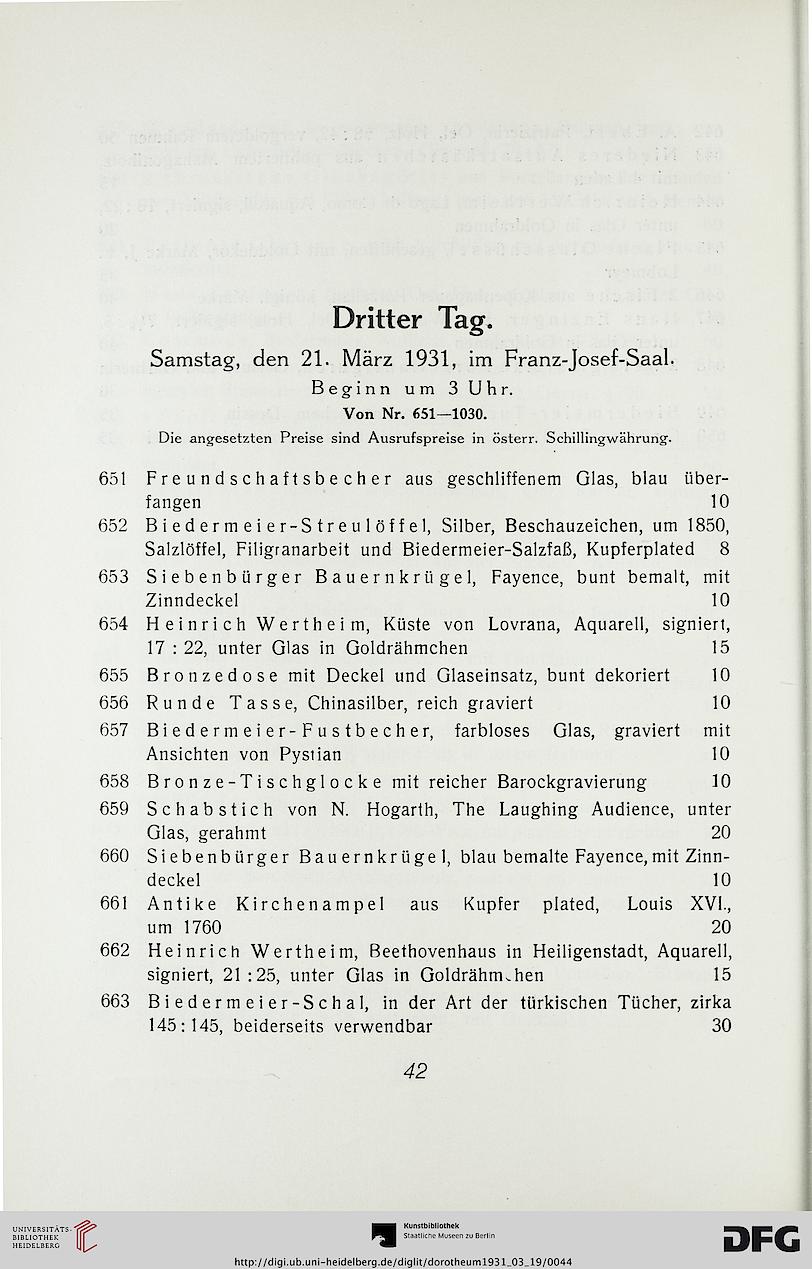 Dritter Tag.
Samstag, den 21. März 1931, im Franz-Josef-Saal.
Beginn um 3 Uhr.
Von Nr. 651—1030.
Die angesetzten Preise sind Ausrufspreise in österr. Schillingwährung.
651 Freundschaftsbecher aus geschliffenem Glas, blau über-
fangen 10
652 Biedermeier-Streulöffel, Silber, Beschauzeichen, um 1850,
Salzlöffel, Filigranarbeit und Biedermeier-Salzfaß, Kupferplated 8
653 Siebenbürger Bauernkrügel, Fayence, bunt bemalt, mit
Zinndeckel 10
654 Heinrich Wertheim, Küste von Lovrana, Aquarell, signiert,
17 : 22, unter Glas in Goldrähmchen 15
655 Bronzedose mit Deckel und Glaseinsatz, bunt dekoriert 10
656 Runde Tasse, Chinasilber, reich graviert 10
657 Biedermeier-Fustbecher, farbloses Glas, graviert mit
Ansichten von Pystian 10
658 Bronze-Tischglocke mit reicher Barockgravierung 10
659 Schabstich von N. Hogarth, The Laughing Audience, unter
Glas, gerahmt 20
660 Siebenbürger Bauernkrügel, blau bemalte Fayence, mit Zinn-
deckel 10
661 Antike Kirchenampel aus Kupfer plated, Louis XVI.,
um 1760 20
662 Heinrich Wertheim, Beethovenhaus in Heiligenstadt, Aquarell,
signiert, 21 : 25, unter Glas in Goldrähmchen 15
663 Biedermeier-Schal, in der Art der türkischen Tücher, zirka
145 : 145, beiderseits verwendbar 30
42
UNIVERSITÄTS-
BIBLIOTHEK
HEIDELBERG
Kunstbibliothek
Staatliche Museen zu Berlin
DFG
http://digi.ub.uni-heidelberg.de/diglit/dorotheum1931_03_19/0044